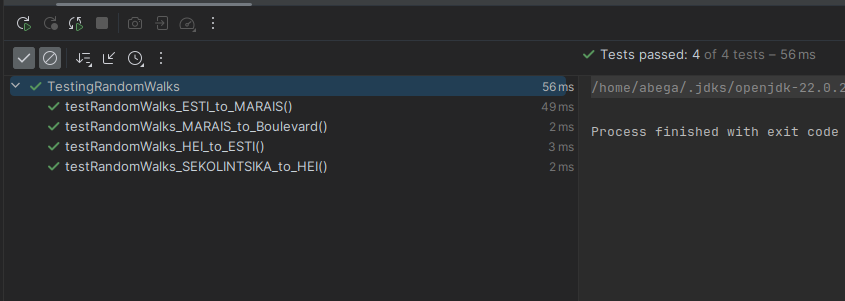 Tests passed: 4 of 4 tests – 56 ms
TestingRandomWalks 56 ms
testRandomWalks_ESTI_to_MARAIS() 49 ms
testRandomWalks_MARAIS_to_Boulevard() 2 ms
testRandomWalks_HEI_to_ESTI() 3 ms
testRandomWalks_SEKOLINTSIKA_to_HEI() 2 ms
/home/abega/.jdks/openjdk-22.0.2
Process finished with exit code